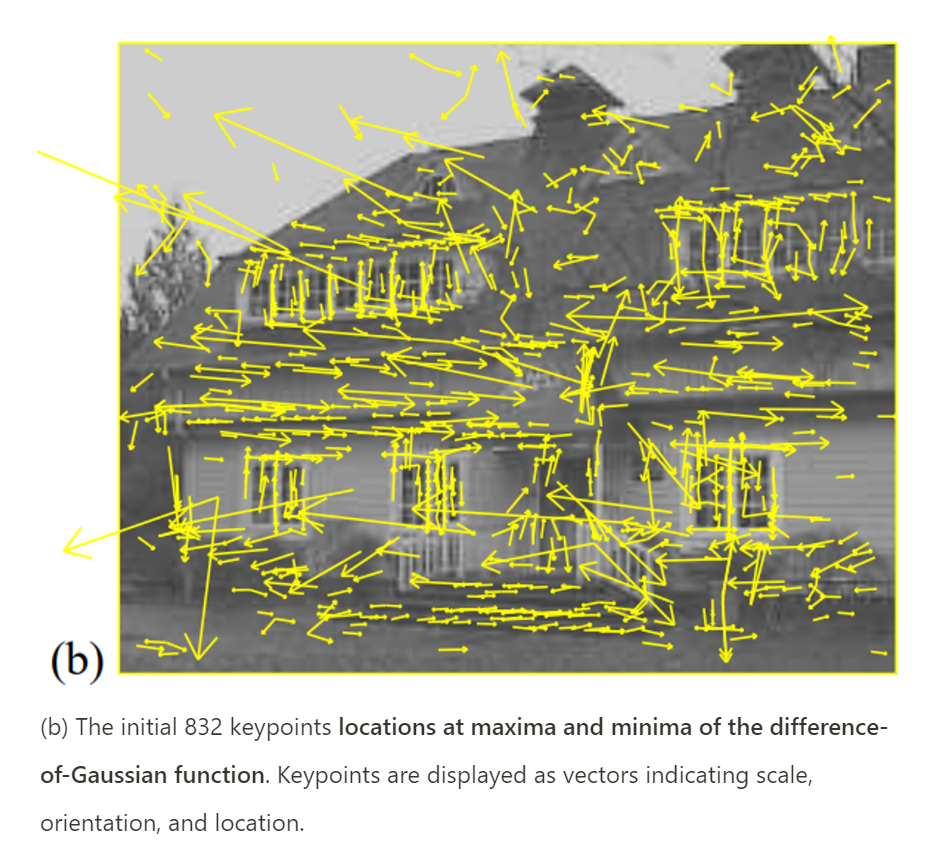 (b)
(b) The initial 832 keypoints locations at maxima and minima of the difference-
of-Gaussian function. Keypoints are displayed as vectors indicating scale,
orientation, and location.